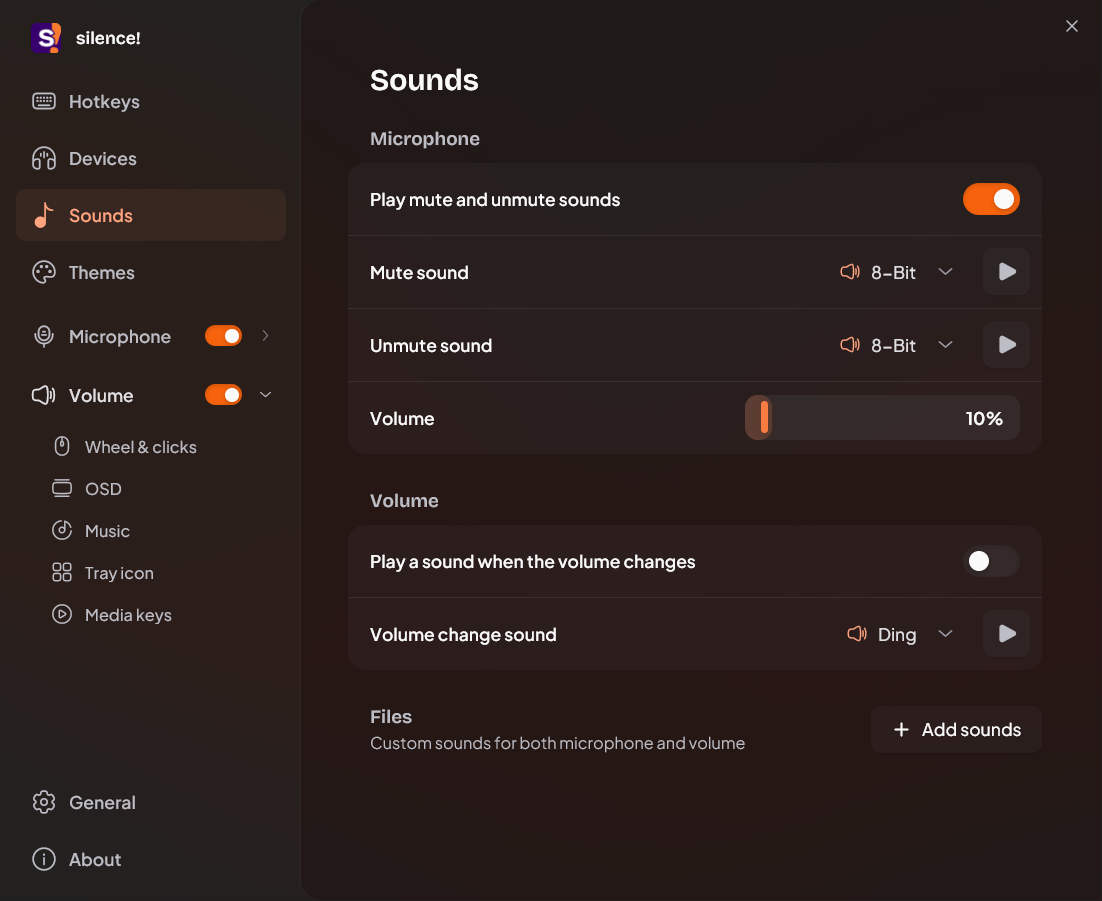 S!
silence!
Hotkeys
Devices
Sounds
Themes
Microphone
Volume
Wheel & clicks
OSD
Music
Tray icon
Media keys
General
About
Sounds
Microphone
Play mute and unmute sounds
Mute sound 8-Bit
Unmute sound 8-Bit
Volume 10%
Volume
Play a sound when the volume changes
Volume change sound Ding
Files
Custom sounds for both microphone and volume
Add sounds